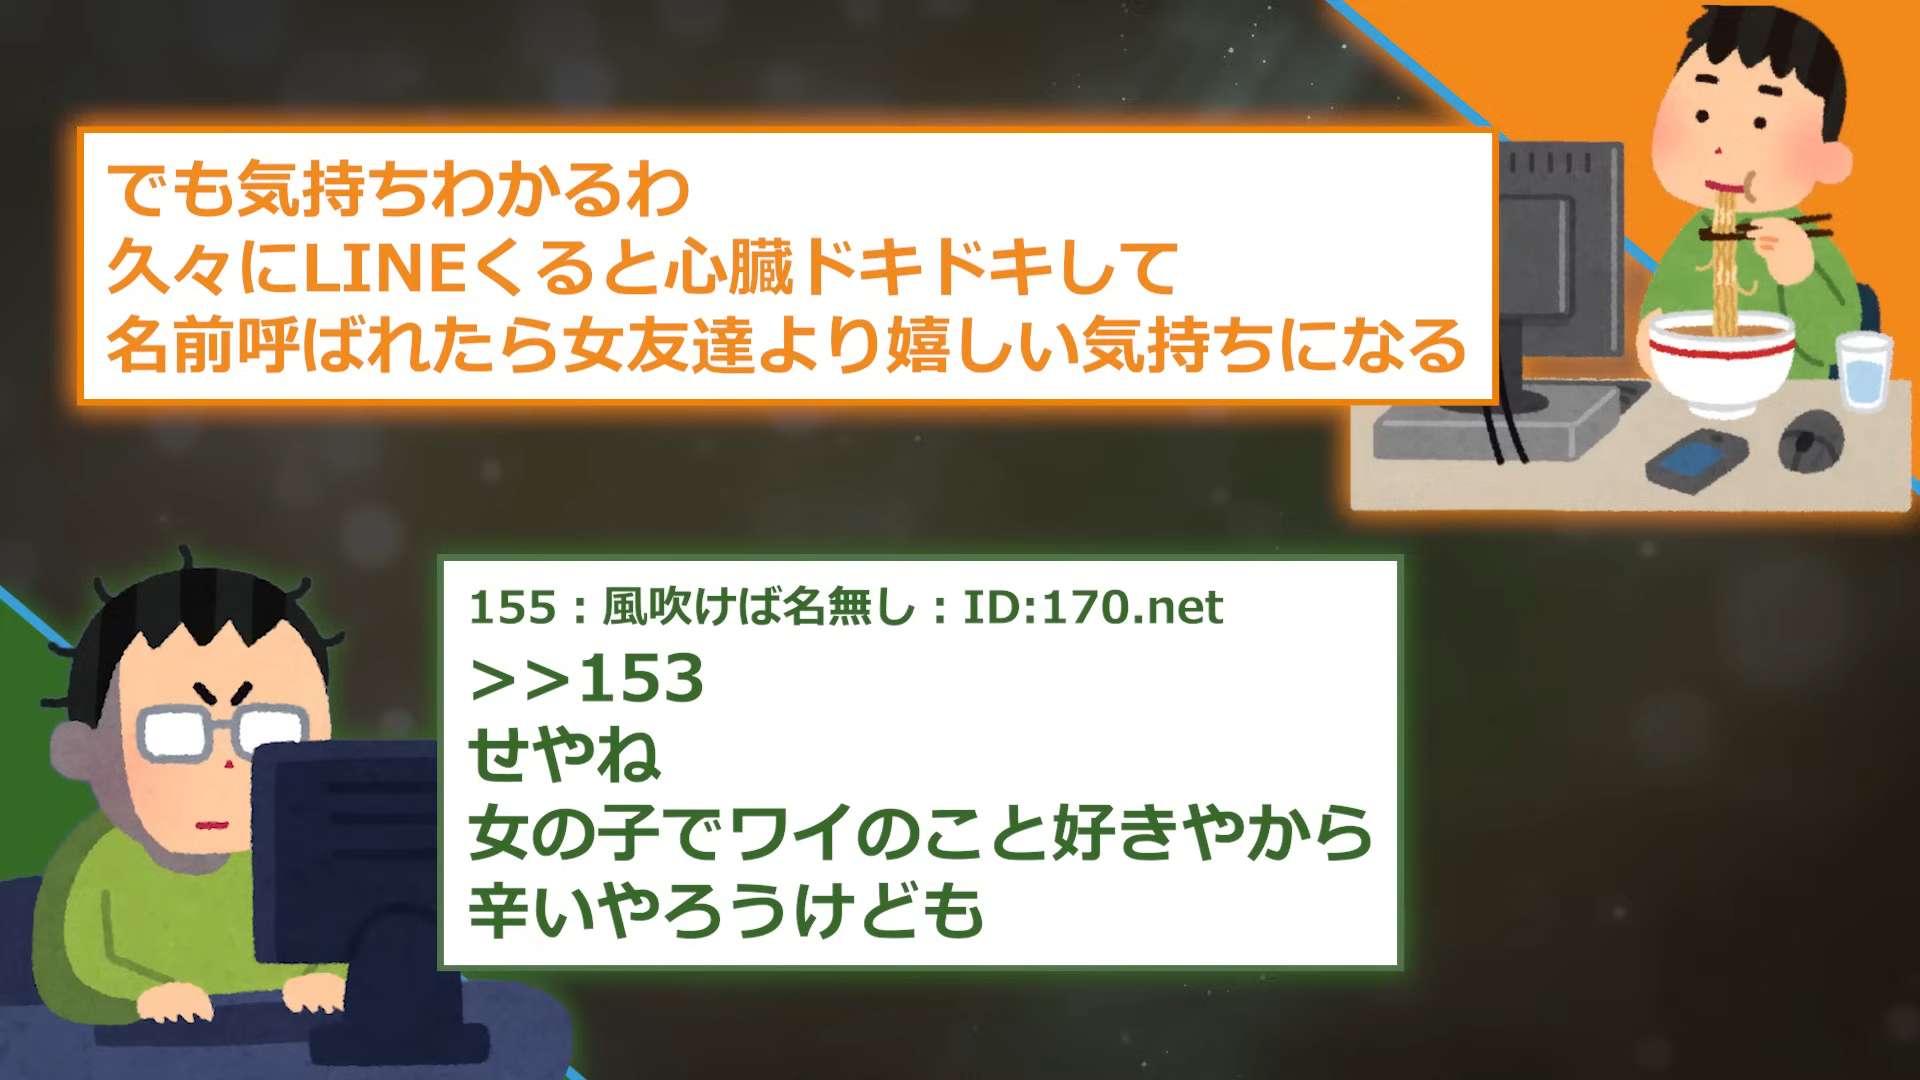 でも気持ちわかるわ
久々にLINEくると心臓ドキドキして
名前呼ばれたら女友達より嬉しい気持ちになる
155：風吹けば名無し：ID:170.net
>>153
せやね
女の子でワイのこと好きやから
辛いやろうけども